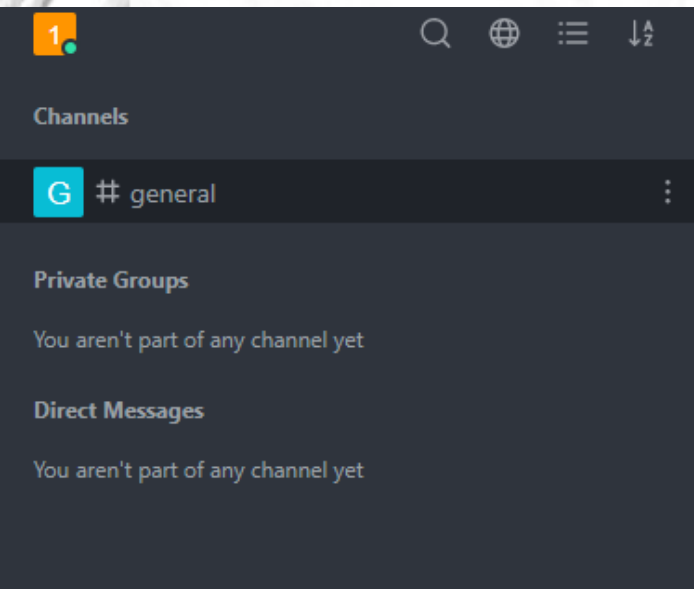 1
Channels
G # general
Private Groups
You aren't part of any channel yet
Direct Messages
You aren't part of any channel yet